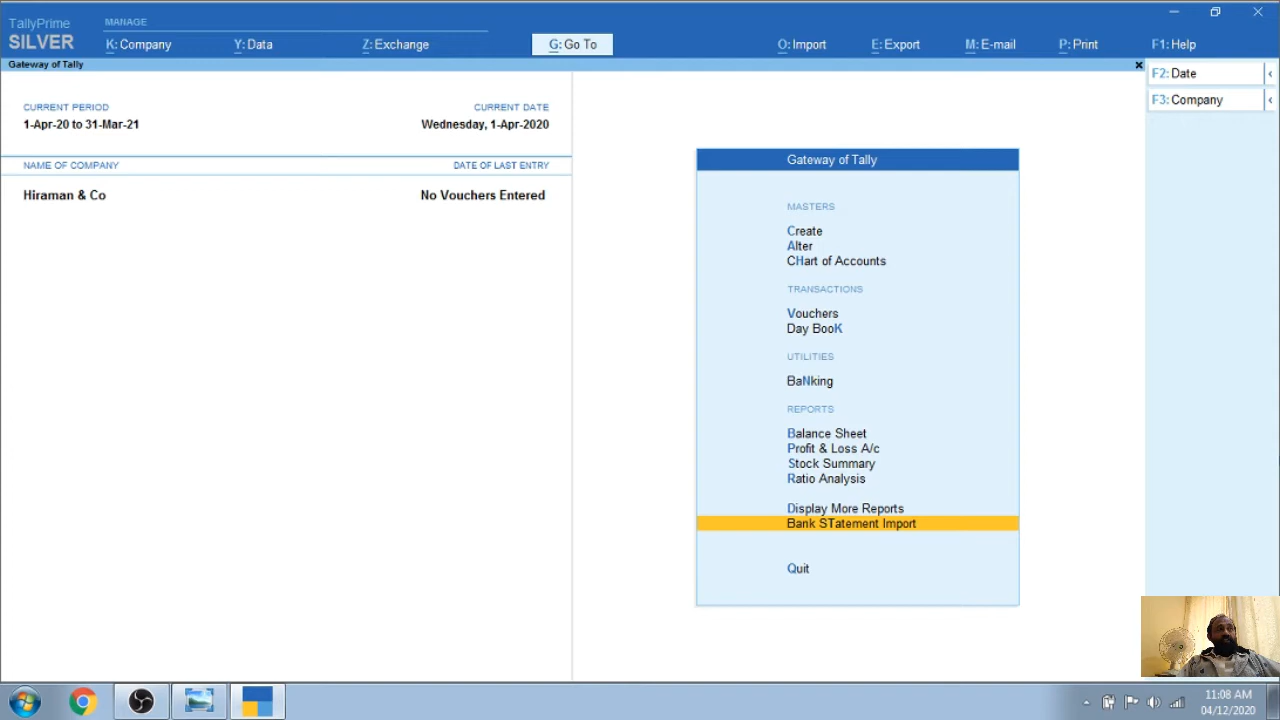 TallyPrime
SILVER
MANAGE
K: Company
Y: Data
Z: Exchange
G: Go To
O: Import
E: Export
M: E-mail
P: Print
F1: Help
Gateway of Tally
F2: Date
F3: Company
CURRENT PERIOD
CURRENT DATE
1-Apr-20 to 31-Mar-21
Wednesday, 1-Apr-2020
NAME OF COMPANY
DATE OF LAST ENTRY
Hiraman & Co
No Vouchers Entered
Gateway of Tally
MASTERS
Create
Alter
CHart of Accounts
TRANSACTIONS
Vouchers
Day BooK
UTILITIES
BaNking
REPORTS
Balance Sheet
Profit & Loss A/c
Stock Summary
Ratio Analysis
Display More Reports
Bank STatement Import
Quit
11:08 AM
04/12/2020